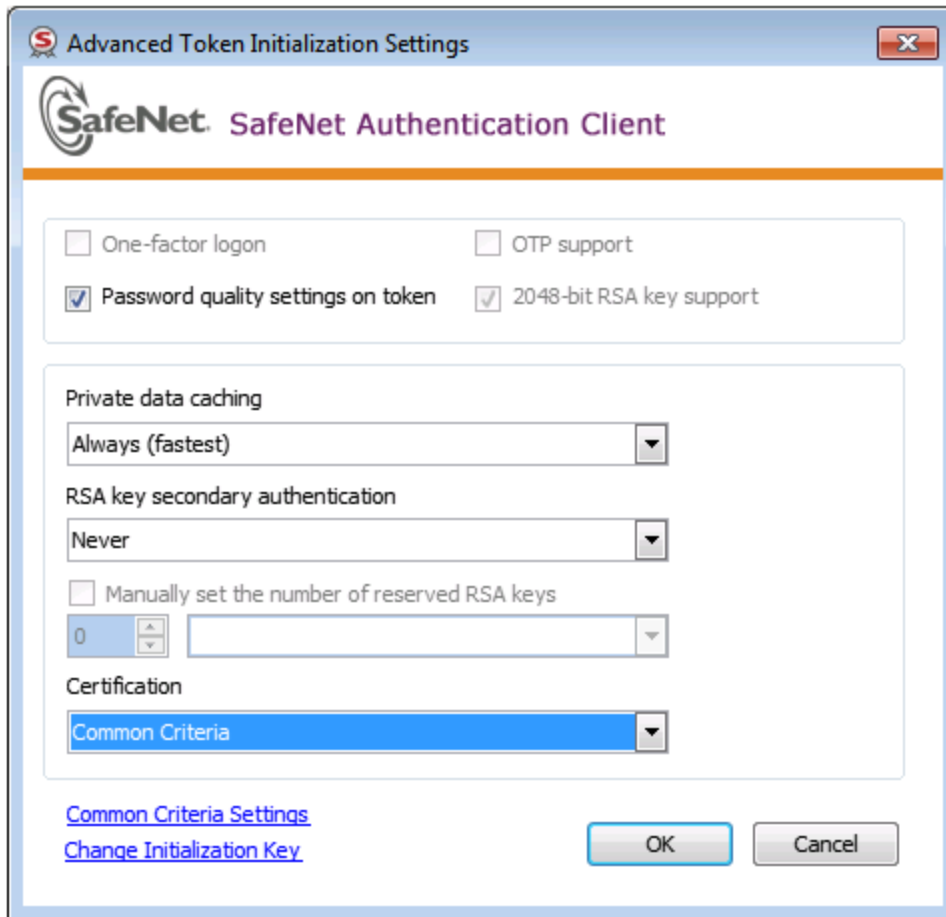 Advanced Token Initialization Settings
SafeNet. SafeNet Authentication Client
One-factor logon OTP support
Password quality settings on token 2048-bit RSA key support
Private data caching
Always (fastest)
RSA key secondary authentication
Never
Manually set the number of reserved RSA keys
0
Certification
Common Criteria
Common Criteria Settings
Change Initialization Key
OK Cancel